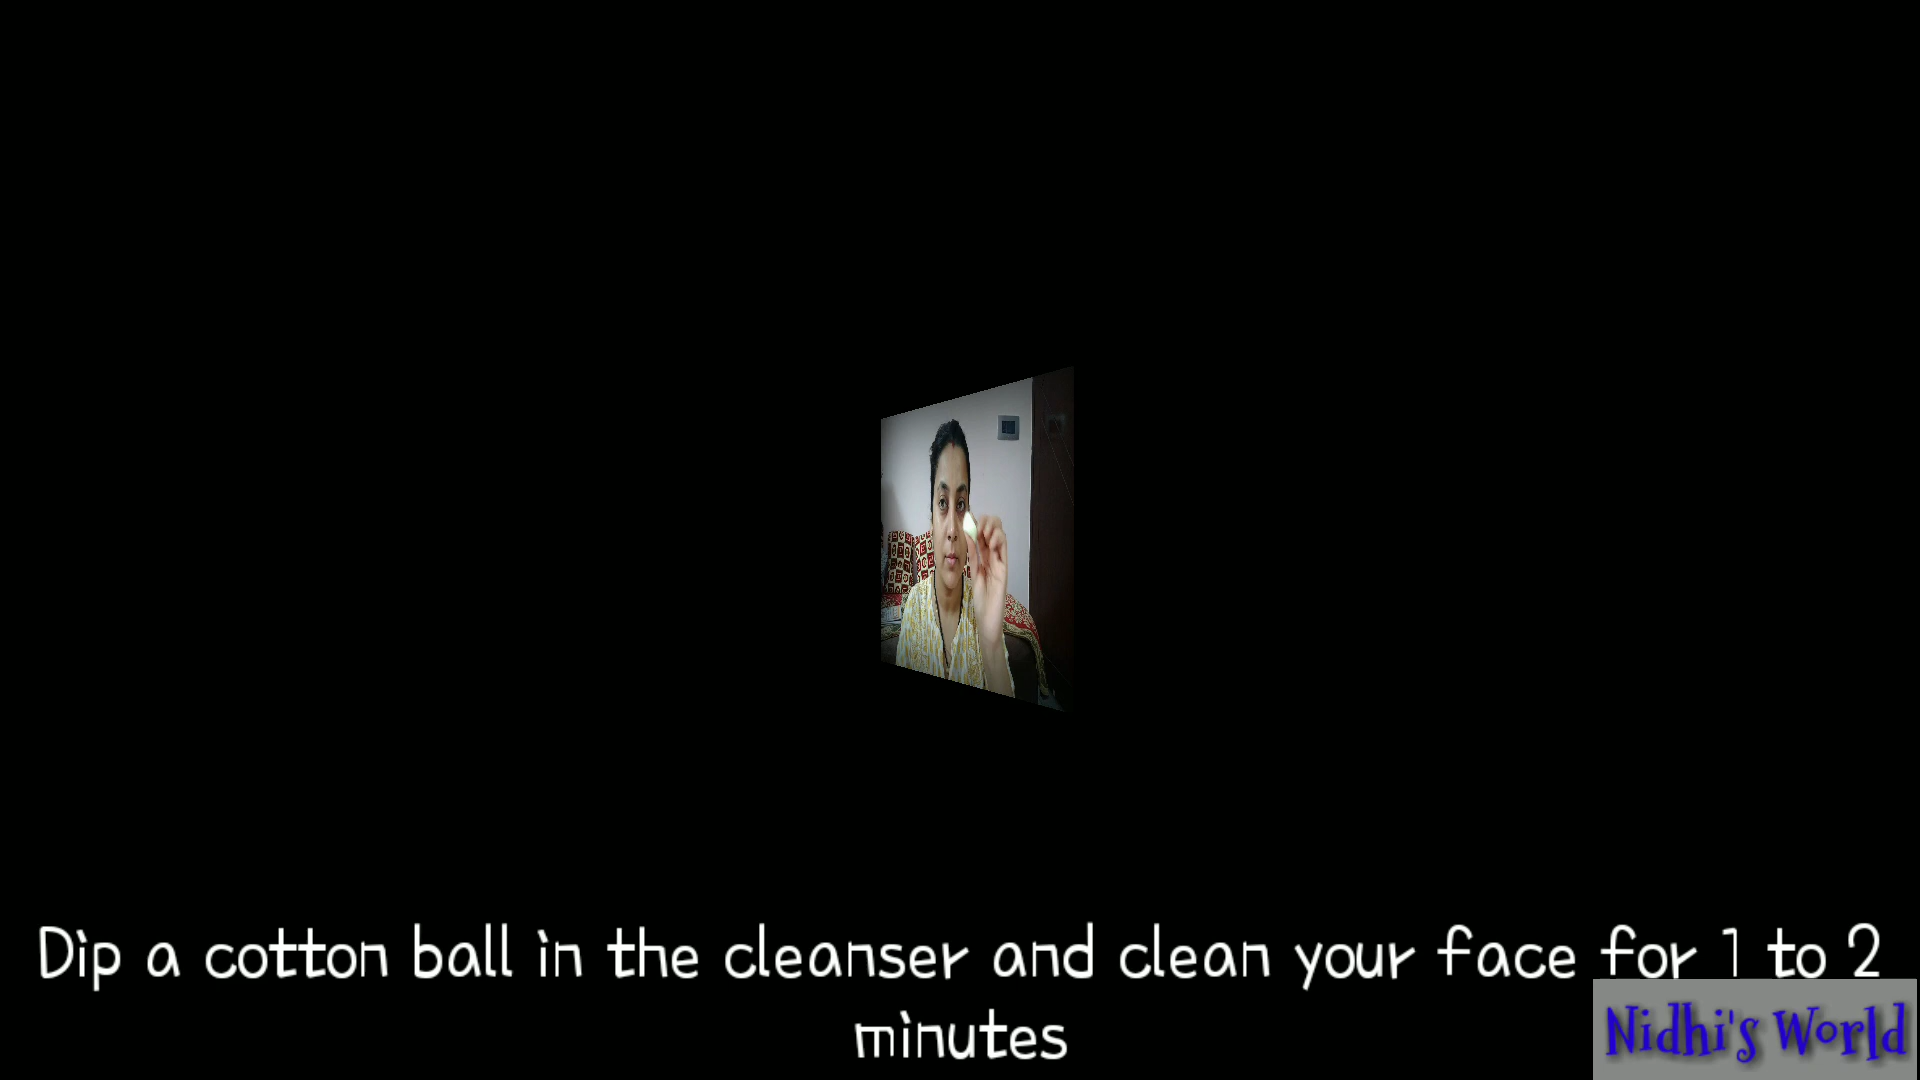 Dip a cotton ball in the cleanser and clean your face for 1 to 2
minutes
Nidhi's World